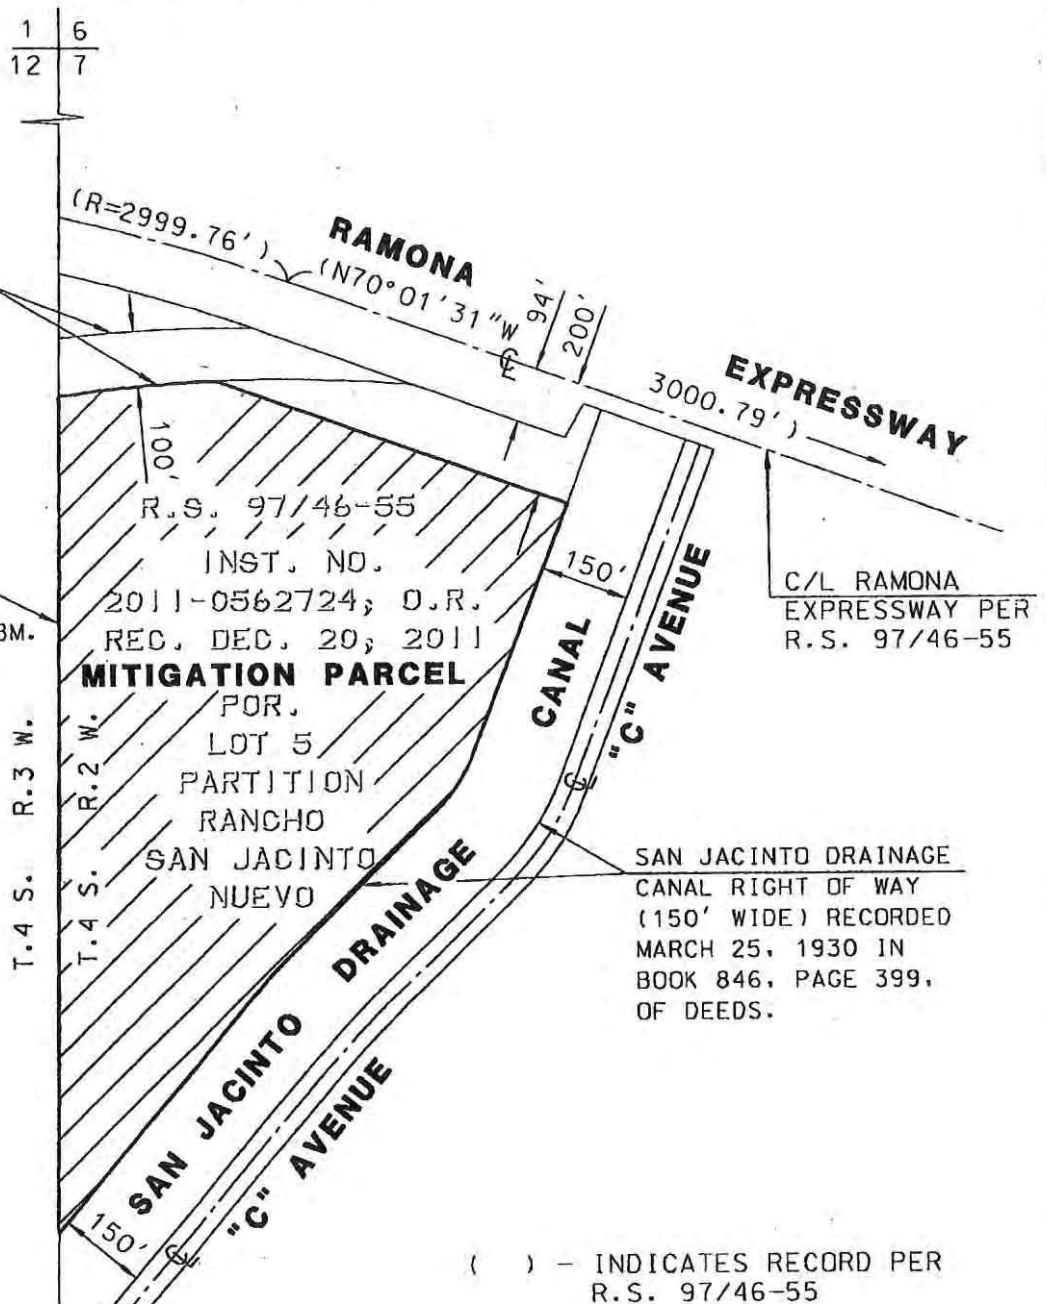 1 6
12 7
(R=2999.76')
RAMONA
(N70°01'31"W
94'
200'
EXPRESSWAY
3000.79')
100'
R.S. 97/46-55
INST. NO.
2011-0562724, O.R.
REC. DEC. 20, 2011
MITIGATION PARCEL
POR.
LOT 5
PARTITION
RANCHO
SAN JACINTO
NUEVO
BM.
T.4 S. R.3 W.
T.4 S. R.2 W.
150'
CANAL
"C" AVENUE
C/L RAMONA
EXPRESSWAY PER
R.S. 97/46-55
SAN JACINTO DRAINAGE
CANAL RIGHT OF WAY
(150' WIDE) RECORDED
MARCH 25, 1930 IN
BOOK 846, PAGE 399,
OF DEEDS.
SAN JACINTO DRAINAGE
"C" AVENUE
150'
( ) - INDICATES RECORD PER
R.S. 97/46-55